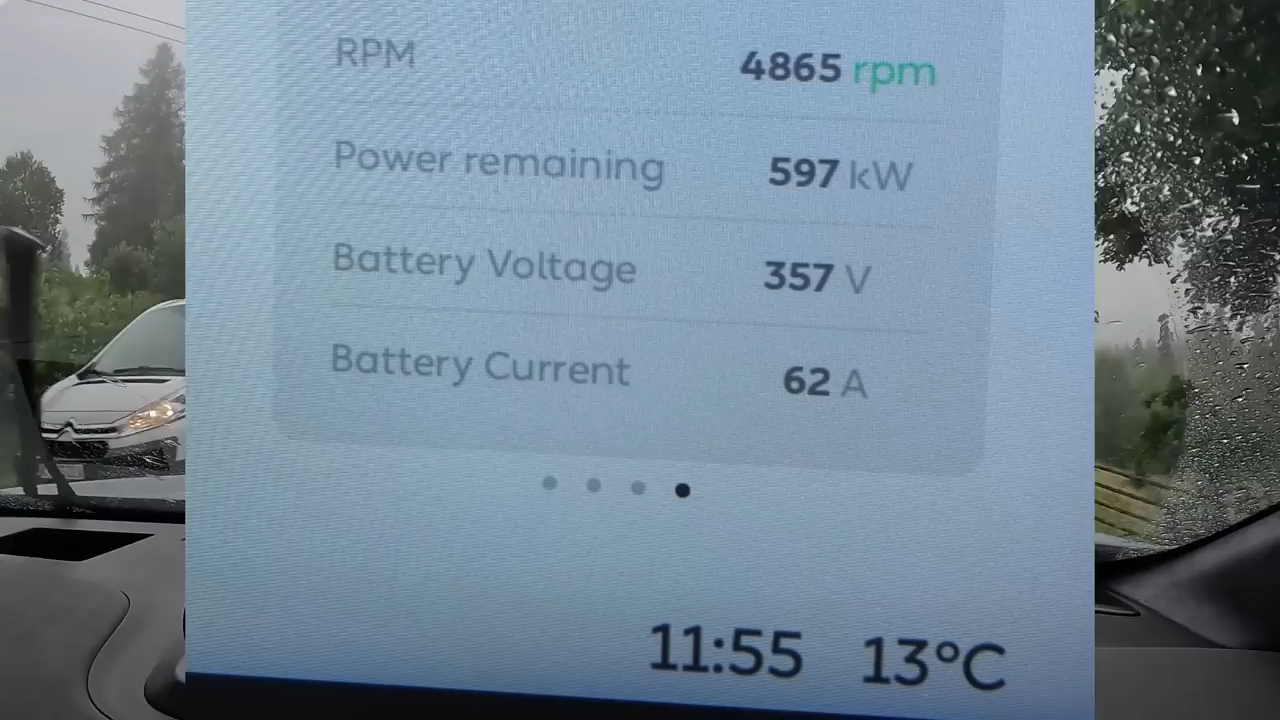 RPM 4865 rpm
Power remaining 597 kW
Battery Voltage 357 V
Battery Current 62 A
11:55 13°C